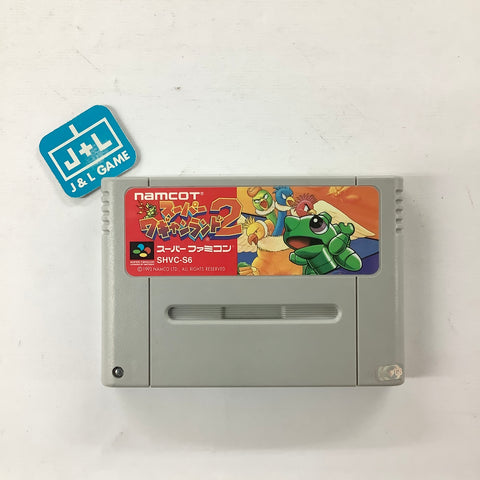 J+L
J & L GAME
namcoT
スーパー
ワギャンランド2
スーパーファミコン
SHVC-S6
©1993 NAMCO LTD., ALL RIGHTS RESERVED